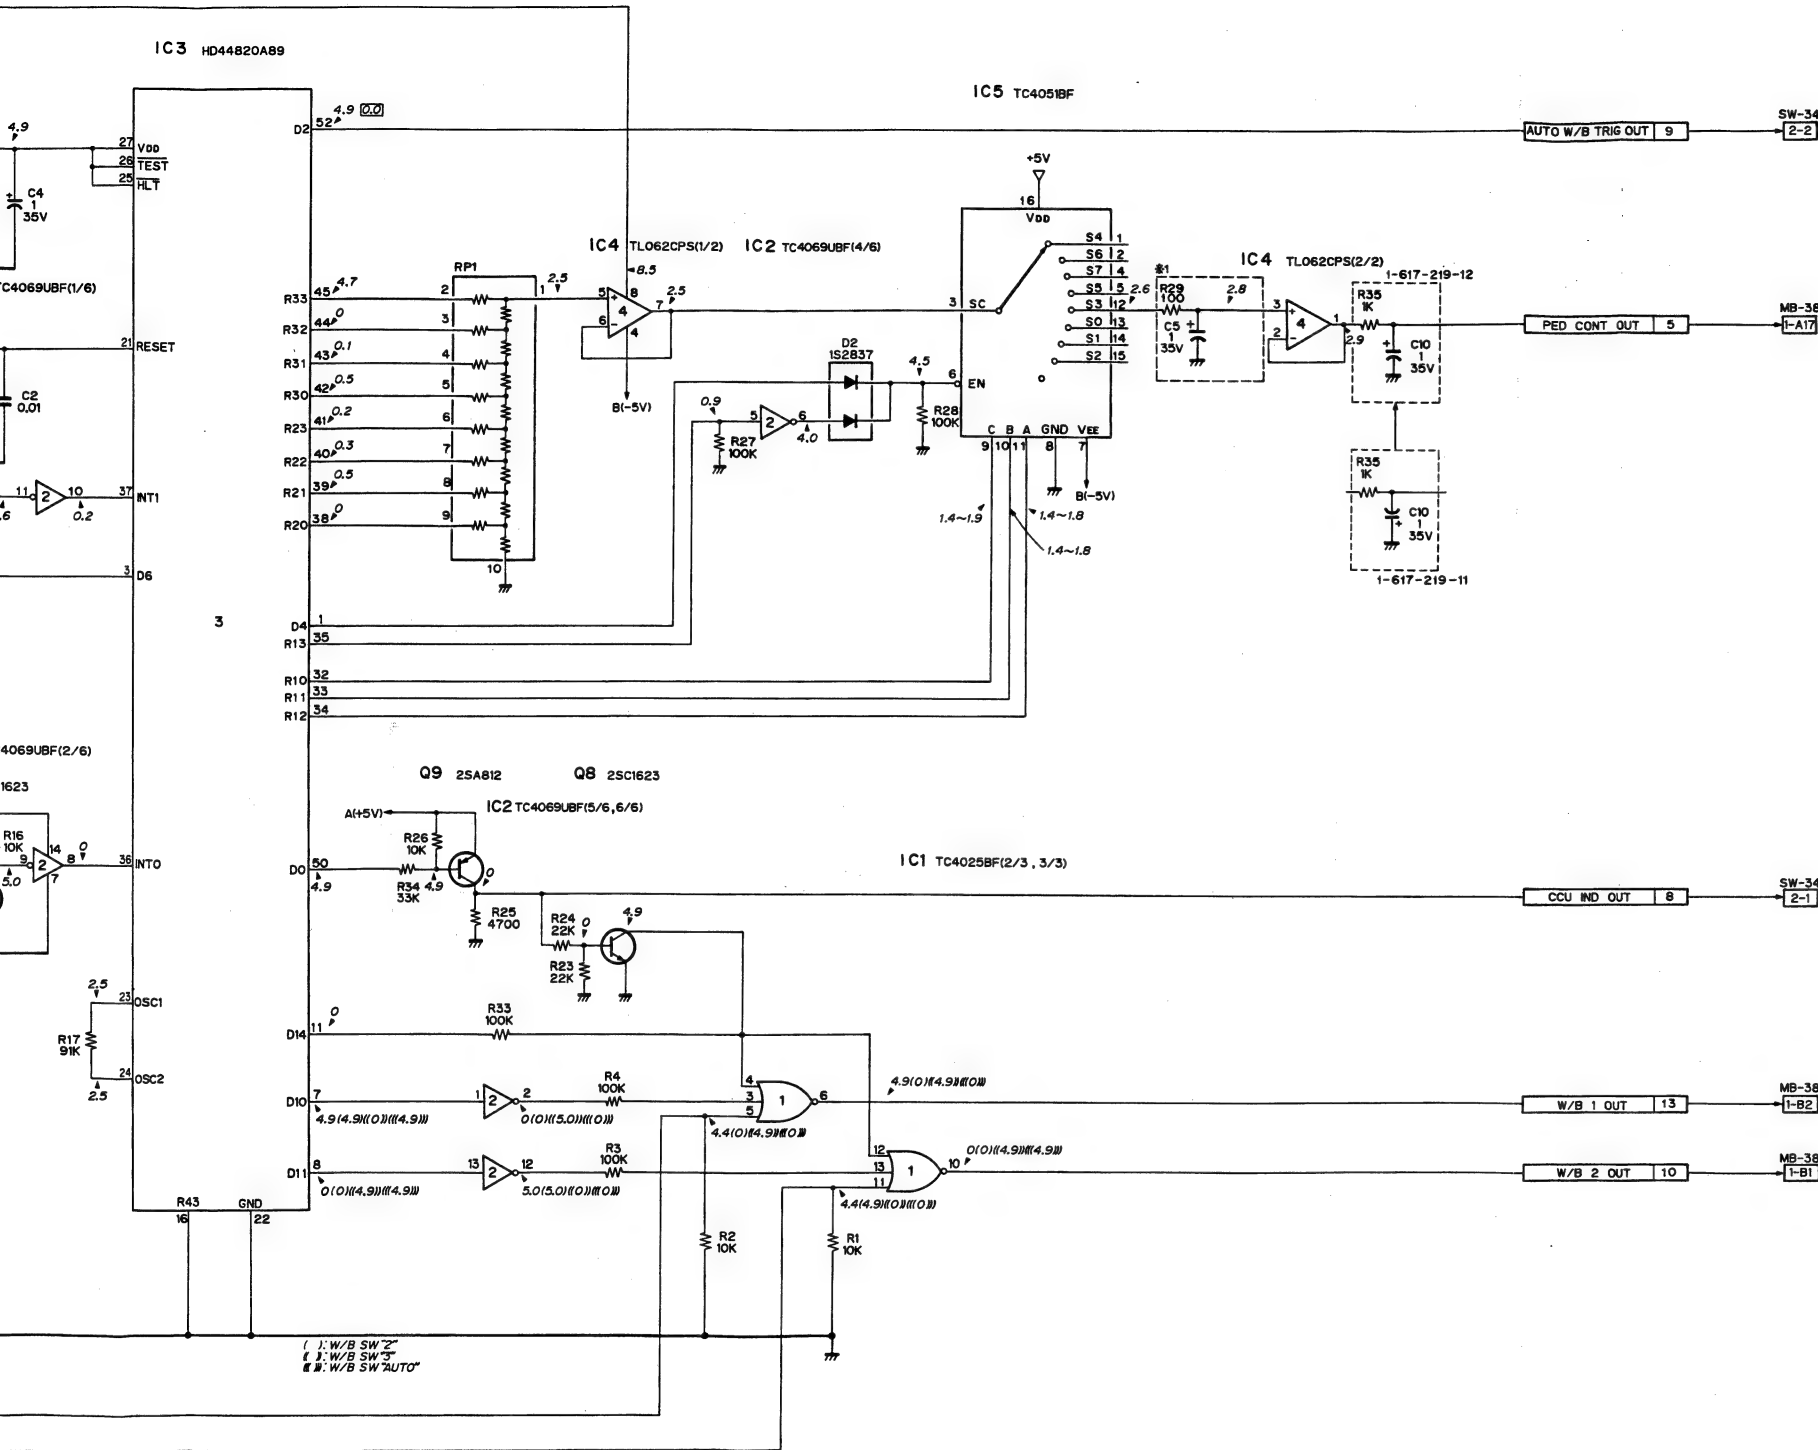 IC3 HD44820A89
IC5 TC4051BF
4.9 0.0
D2 52
AUTO W/B TRIG OUT 9
SW-34
2-2
4.9
27 VDD
26 TEST
25 HLT
C4
1
35V
+5V
16
VDD
IC4 TL062CPS(1/2)
IC2 TC4069UBF(4/6)
S4 1
S6 2
S7 4
S5 5
S3 12
S0 13
S1 14
S2 15
IC4 TL062CPS(2/2)
1-617-219-12
C4069UBF(1/6)
RP1
8.5
※1
R29
100
2.6
2.8
C5
1
35V
R35
1K
C10
1
35V
R33 45 4.7
R32 44 0
R31 43 0.1
R30 42 0.5
R23 41 0.2
R22 40 0.3
R21 39 0.5
R20 38 0
2
3
4
5
6
7
8
9
10
1
2.5
5
+
6
-
8
4
7
2.5
4
B(-5V)
3 SC
3
+
2
-
4
1
2.9
PED CONT OUT 5
MB-38
1-A17
21 RESET
C2
0.01
D2
1S2837
4.5
6 EN
R28
100K
0.9
5
2
6
4.0
R27
100K
C B A GND VEE
9 10 11 8 7
B(-5V)
1.4~1.9
1.4~1.8
1.4~1.8
R35
1K
C10
1
35V
1-617-219-11
11
2
10
37 INT1
.6
0.2
3 D6
3
D4 1
R13 35
R10 32
R11 33
R12 34
4069UBF(2/6)
1623
Q9 2SA812
Q8 2SC1623
IC2 TC4069UBF(5/6,6/6)
A(+5V)
R26
10K
IC1 TC4025BF(2/3,3/3)
R16
10K
9
2
14
8
7
0
5.0
36 INT0
D0 50
4.9
R34
33K
4.9
0
R25
4700
CCU IND OUT 8
SW-34
2-1
R24
22K
0
4.9
R23
22K
2.5
23 OSC1
R17
91K
24 OSC2
2.5
D14 11 0
R33
100K
D10 7
4.9(4.9)((0))(((4.9)))
1
2
2
0(0)((5.0))(((0)))
R4
100K
4
3
5
1
6
4.9(0)((4.9))(((0)))
4.4(0)((4.9))(((0)))
W/B 1 OUT 13
MB-38
1-B2
D11 8
0(0)((4.9))(((4.9)))
13
2
12
5.0(5.0)((0))(((0)))
R3
100K
12
13
11
1
10
0(0)((4.9))(((4.9)))
4.4(4.9)((0))(((0)))
W/B 2 OUT 10
MB-38
1-B1
R43 GND
16 22
R2
10K
R1
10K
( ): W/B SW"2"
(( )): W/B SW"3"
((( ))): W/B SW"AUTO"